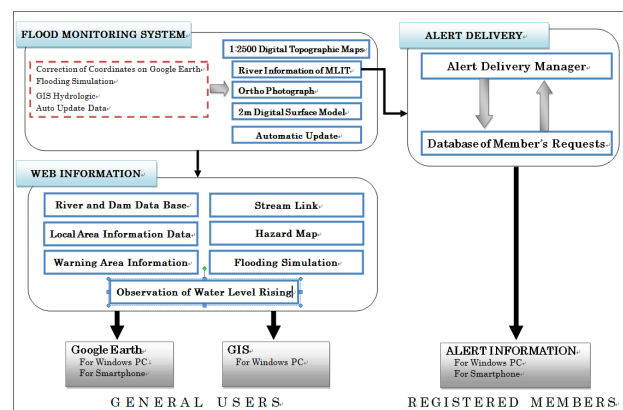 FLOOD MONITORING SYSTEM
Correction of Coordinates on Google Earth
Flooding Simulation
GIS Hydrologic
Auto Update Data
1:2500 Digital Topographic Maps
River Information of MLIT
Ortho Photograph
2m Digital Surface Model
Automatic Update
ALERT DELIVERY
Alert Delivery Manager
Database of Member's Requests
WEB INFORMATION
River and Dam Data Base
Stream Link
Local Area Information Data
Hazard Map
Warning Area Information
Flooding Simulation
Observation of Water Level Rising
Google Earth
For Windows PC
For Smartphone
GIS
For Windows PC
ALERT INFORMATION
For Windows PC
For Smartphone
GENERAL USERS
REGISTERED MEMBERS